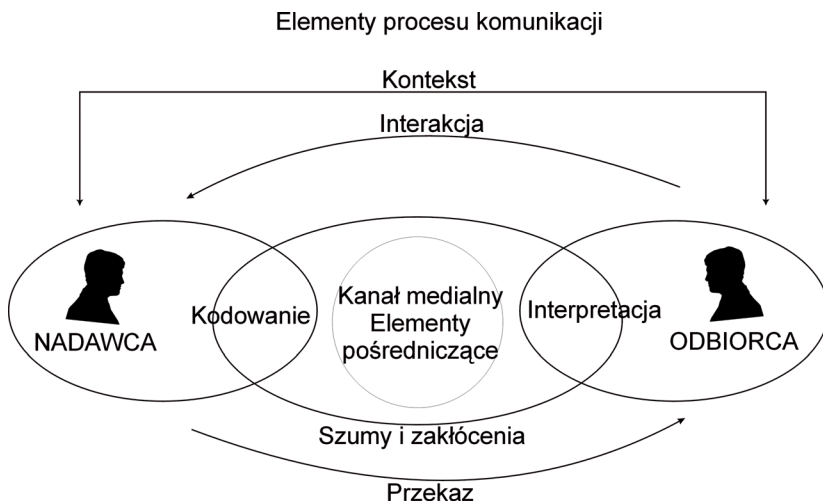 Elementy procesu komunikacji
Kontekst
Interakcja
NADAWCA
Kodowanie
Kanał medialny
Elementy
pośredniczące
Interpretacja
ODBIORCA
Szumy i zakłócenia
Przekaz